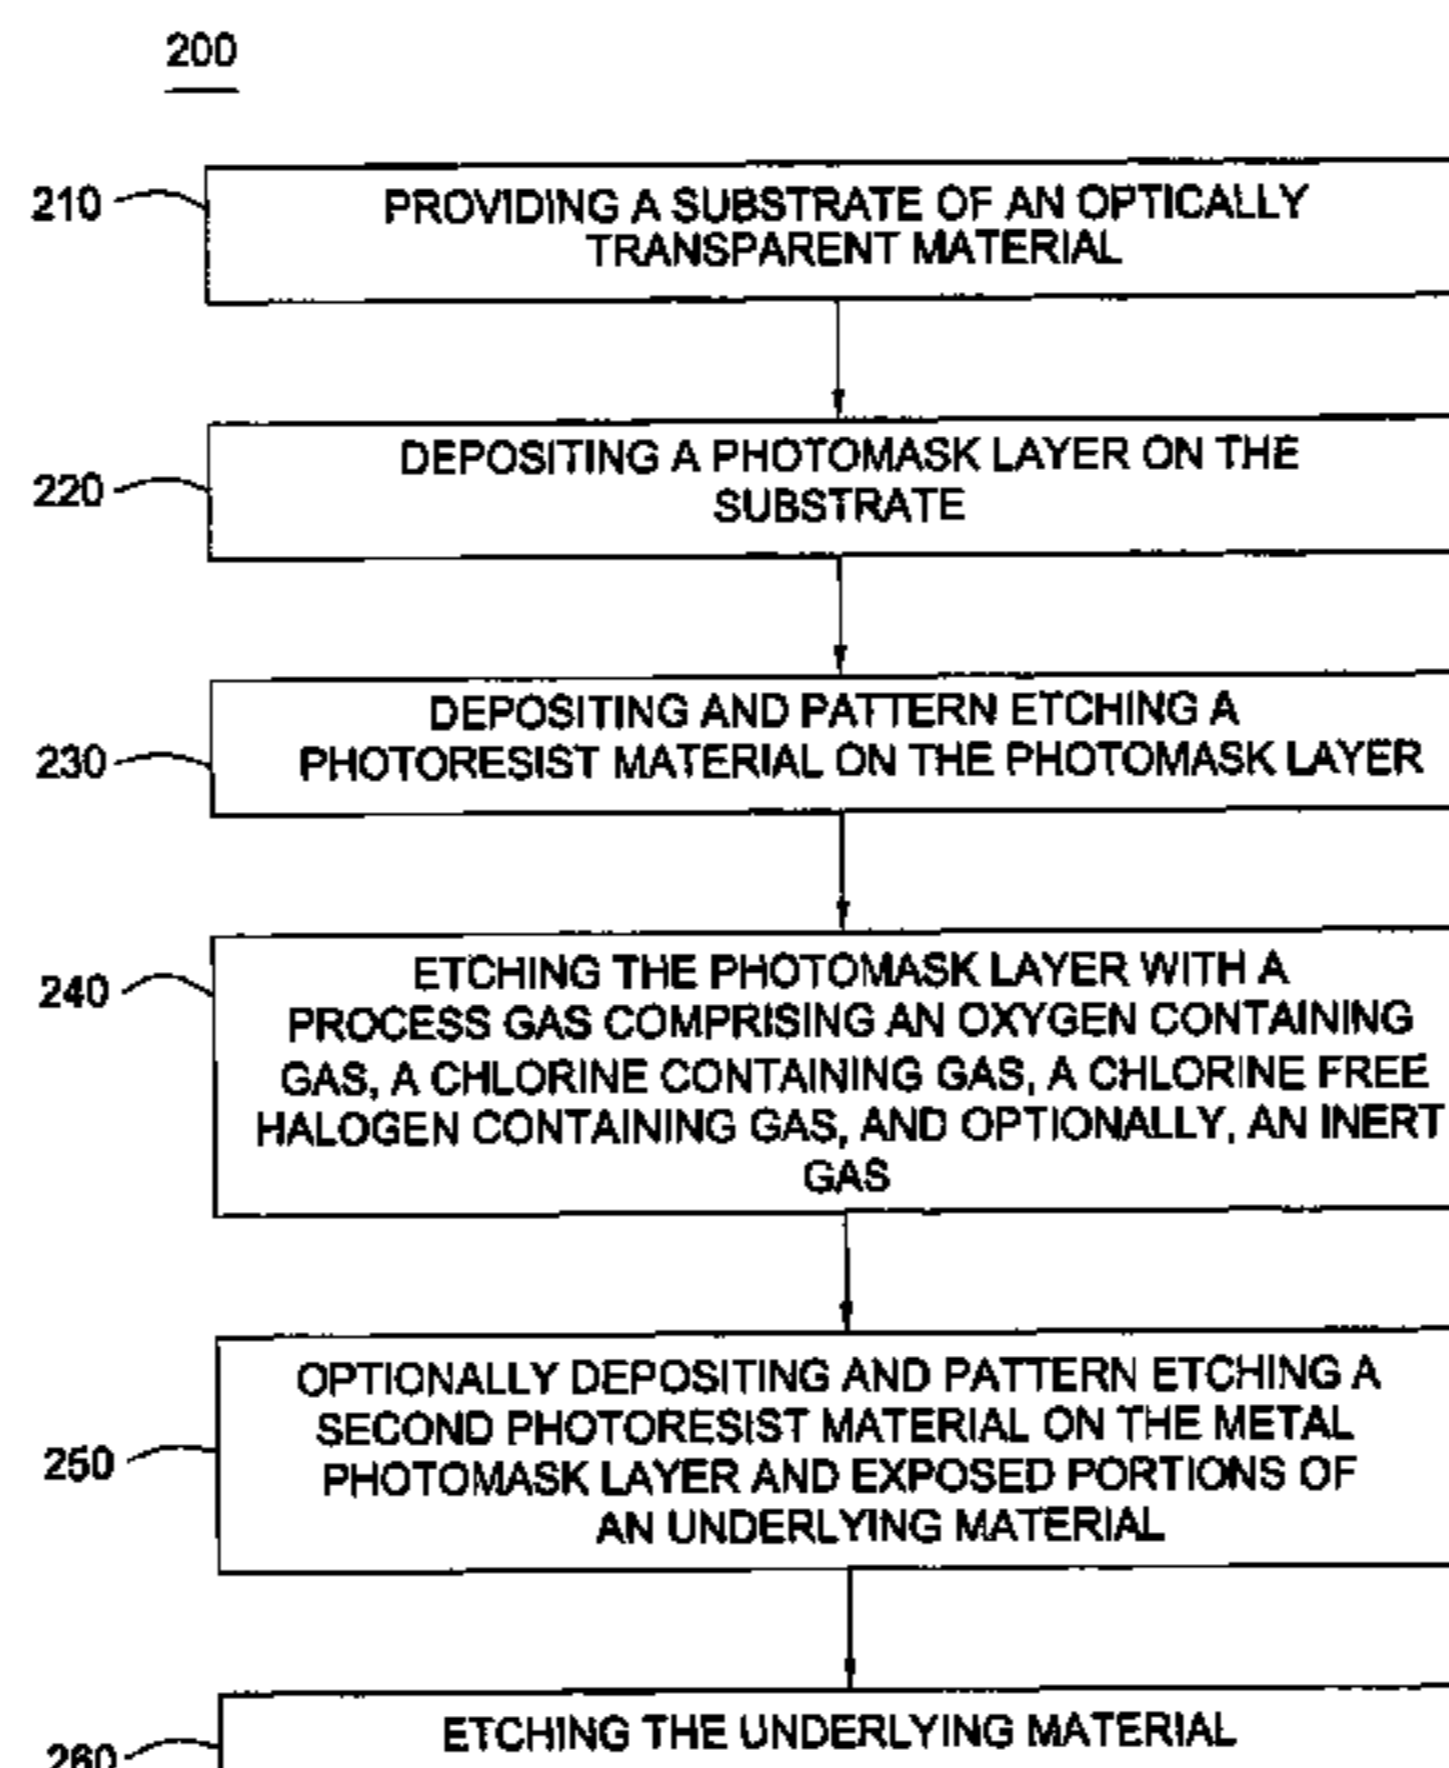 200
210
PROVIDING A SUBSTRATE OF AN OPTICALLY
TRANSPARENT MATERIAL
220
DEPOSITING A PHOTOMASK LAYER ON THE
SUBSTRATE
230
DEPOSITING AND PATTERN ETCHING A
PHOTORESIST MATERIAL ON THE PHOTOMASK LAYER
240
ETCHING THE PHOTOMASK LAYER WITH A
PROCESS GAS COMPRISING AN OXYGEN CONTAINING
GAS, A CHLORINE CONTAINING GAS, A CHLORINE FREE
HALOGEN CONTAINING GAS, AND OPTIONALLY, AN INERT
GAS
250
OPTIONALLY DEPOSITING AND PATTERN ETCHING A
SECOND PHOTORESIST MATERIAL ON THE METAL
PHOTOMASK LAYER AND EXPOSED PORTIONS OF
AN UNDERLYING MATERIAL
260
ETCHING THE UNDERLYING MATERIAL